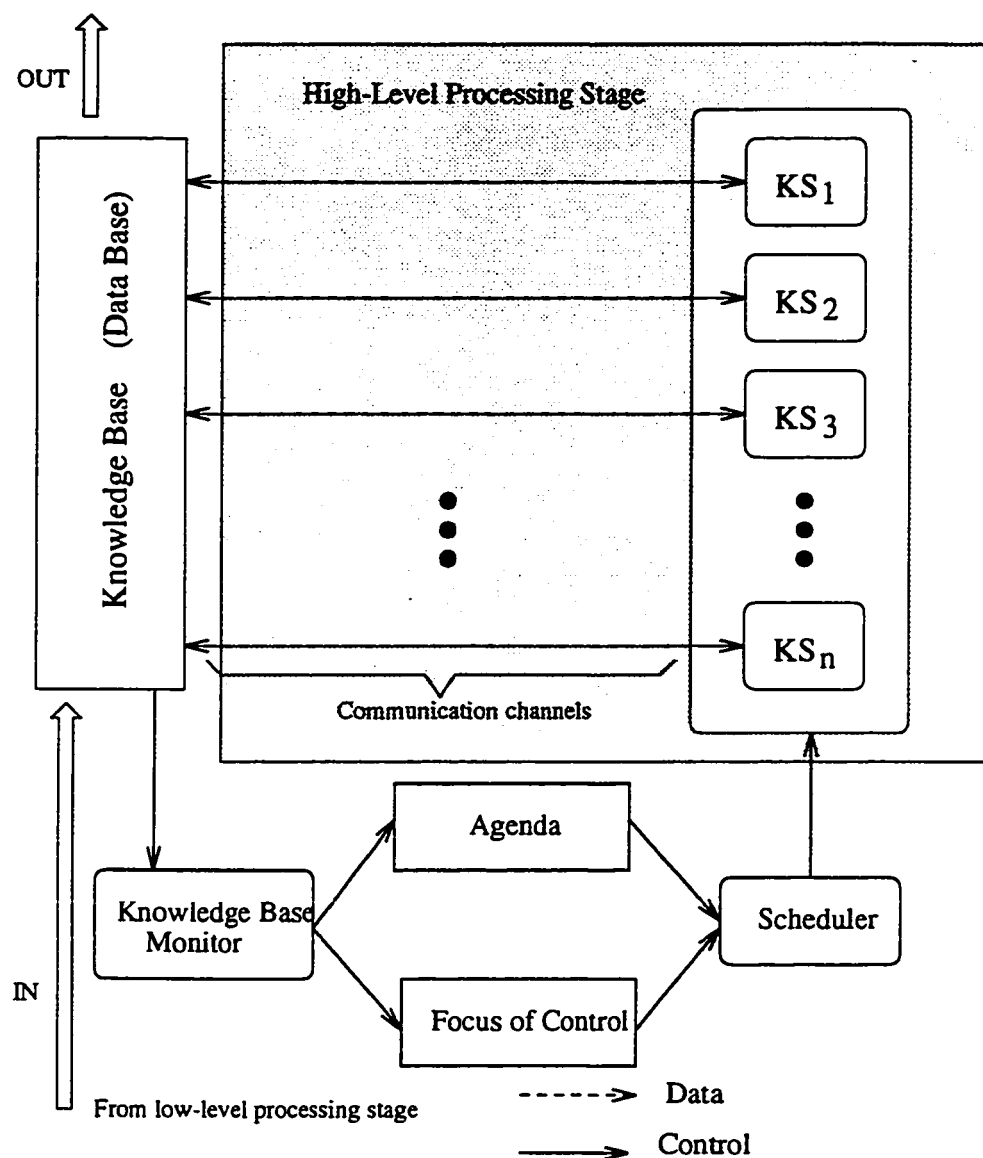 OUT
High-Level Processing Stage
Knowledge Base (Data Base)
KS1
KS2
KS3
KSn
Communication channels
Agenda
Knowledge Base
Monitor
Scheduler
Focus of Control
IN
From low-level processing stage
Data
Control